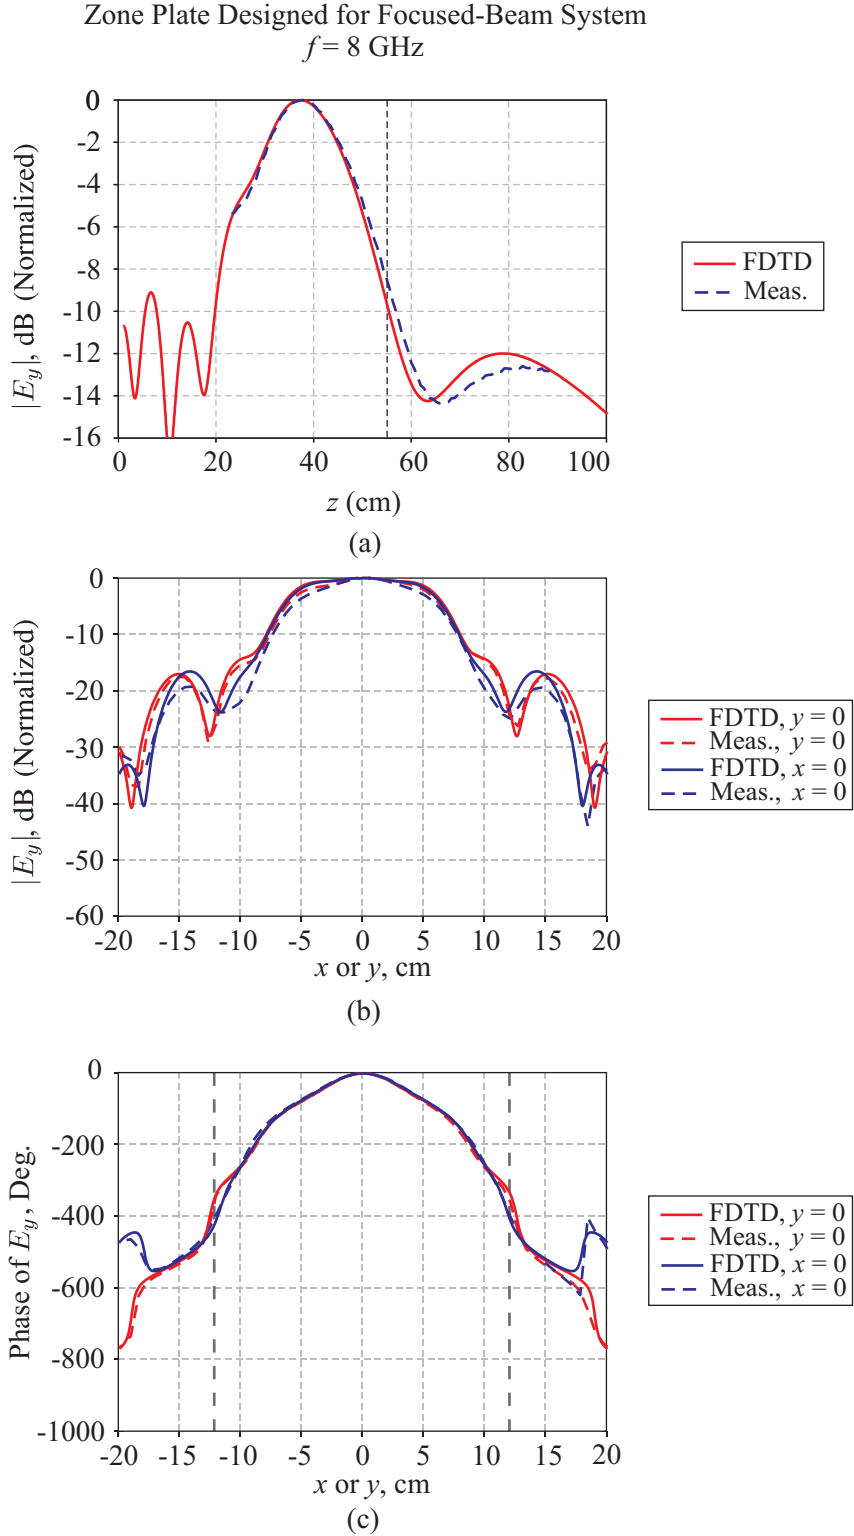 Zone Plate Designed for Focused-Beam System
f = 8 GHz
|E_y|, dB (Normalized)
0
-2
-4
-6
-8
-10
-12
-14
-16
0 20 40 60 80 100
z (cm)
FDTD
Meas.
(a)
|E_y|, dB (Normalized)
0
-10
-20
-30
-40
-50
-60
-20 -15 -10 -5 0 5 10 15 20
x or y, cm
FDTD, y = 0
Meas., y = 0
FDTD, x = 0
Meas., x = 0
(b)
Phase of E_y, Deg.
0
-200
-400
-600
-800
-1000
-20 -15 -10 -5 0 5 10 15 20
x or y, cm
FDTD, y = 0
Meas., y = 0
FDTD, x = 0
Meas., x = 0
(c)